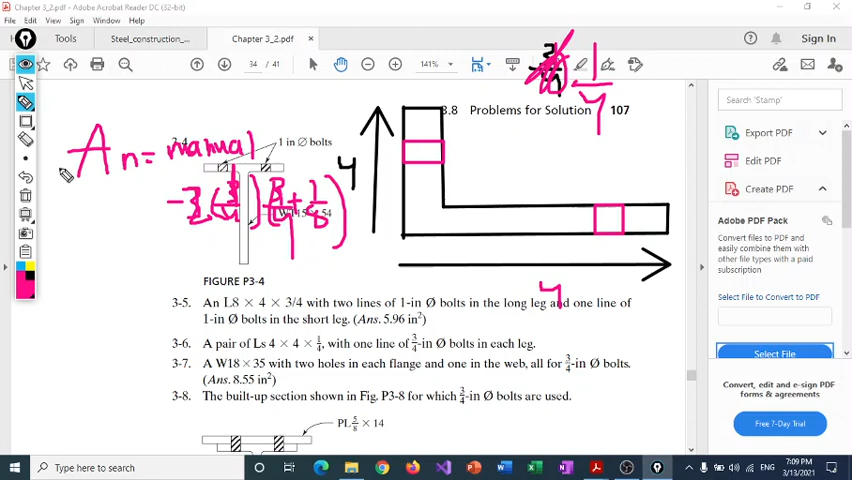 Chapter 3_2.pdf - Adobe Acrobat Reader DC (32-bit)
File Edit View Sign Window Help
Tools
Steel_construction_...
Chapter 3_2.pdf ×
Sign In
34 / 41
141%
3.8 Problems for Solution 107
1/4
3-4.
1 in Ø bolts
An = manual
4
4
FIGURE P3-4
3-5. An L8 × 4 × 3/4 with two lines of 1-in Ø bolts in the long leg and one line of
1-in Ø bolts in the short leg. (Ans. 5.96 in²)
3-6. A pair of Ls 4 × 4 × 1/4, with one line of 3/4-in Ø bolts in each leg.
3-7. A W18 × 35 with two holes in each flange and one in the web, all for 3/4-in Ø bolts.
(Ans. 8.55 in²)
3-8. The built-up section shown in Fig. P3-8 for which 3/4-in Ø bolts are used.
PL 5/8 × 14
Search 'Stamp'
Export PDF
Edit PDF
Create PDF
Adobe PDF Pack
Convert files to PDFs and
easily combine them with
other file types with a paid
subscription
Select File to Convert to PDF
Select File
Convert, edit and e-sign PDF
forms & agreements
Free 7-Day Trial
Type here to search
ENG
7:09 PM
3/13/2021